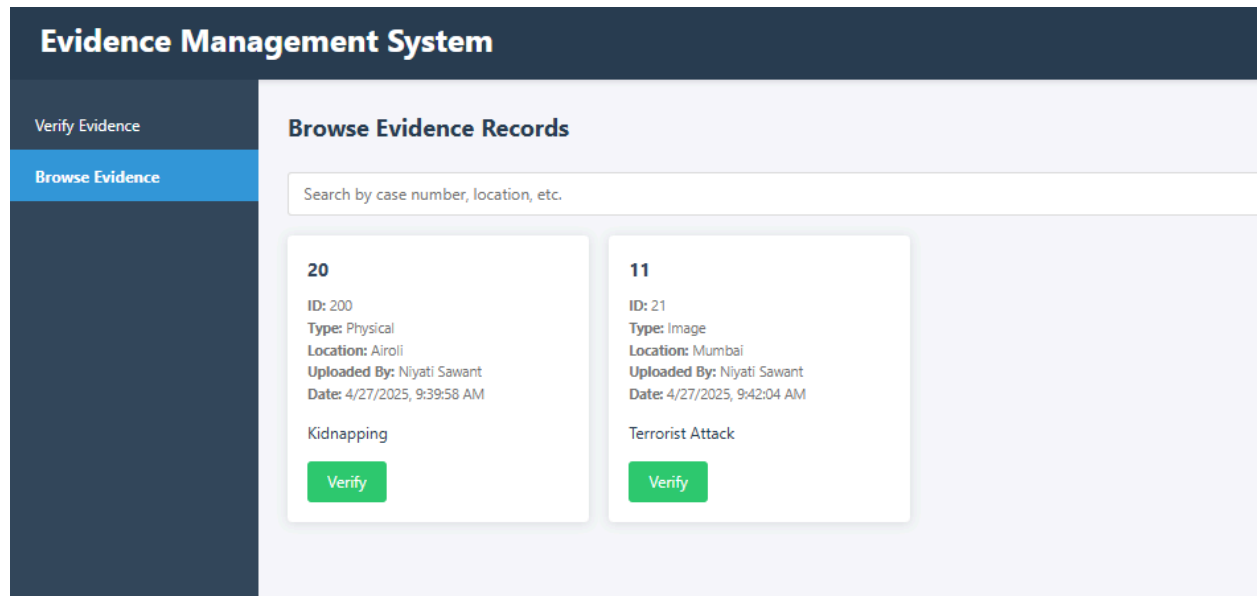 Evidence Management System
Verify Evidence
Browse Evidence
Browse Evidence Records
Search by case number, location, etc.
20
ID: 200
Type: Physical
Location: Airoli
Uploaded By: Niyati Sawant
Date: 4/27/2025, 9:39:58 AM
Kidnapping
Verify
11
ID: 21
Type: Image
Location: Mumbai
Uploaded By: Niyati Sawant
Date: 4/27/2025, 9:42:04 AM
Terrorist Attack
Verify